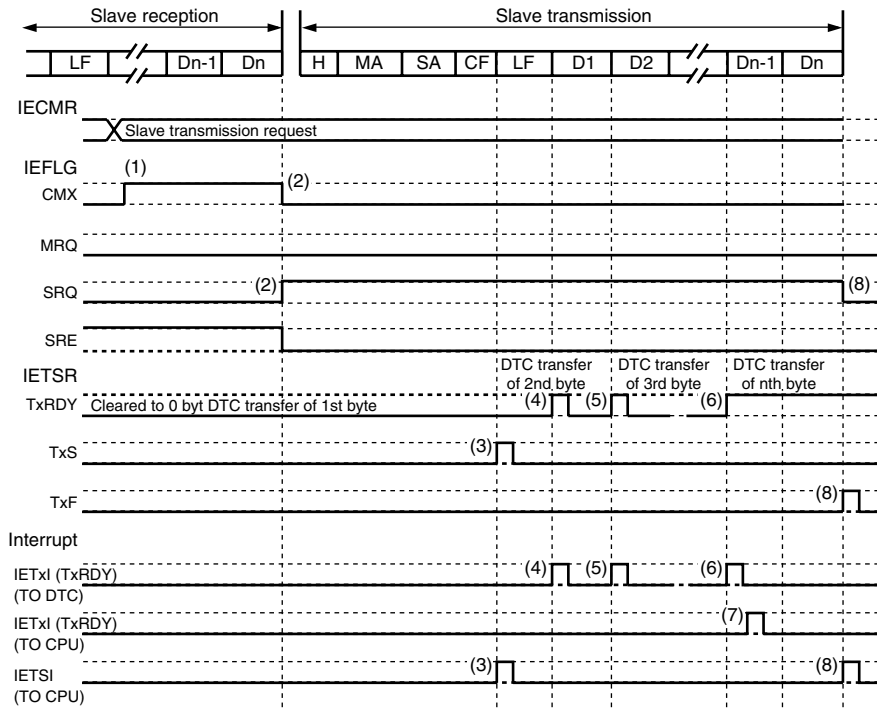 Slave reception Slave transmission
LF Dn-1 Dn H MA SA CF LF D1 D2 Dn-1 Dn
IECMR
Slave transmission request
IEFLG
(1)
CMX (2)
MRQ
SRQ (2) (8)
SRE
IETSR
DTC transfer of 2nd byte
DTC transfer of 3rd byte
DTC transfer of nth byte
TxRDY Cleared to 0 byt DTC transfer of 1st byte (4) (5) (6)
TxS (3)
TxF (8)
Interrupt
IETxI (TxRDY) (4) (5) (6)
(TO DTC)
(7)
IETxI (TxRDY)
(TO CPU)
IETSI (3) (8)
(TO CPU)